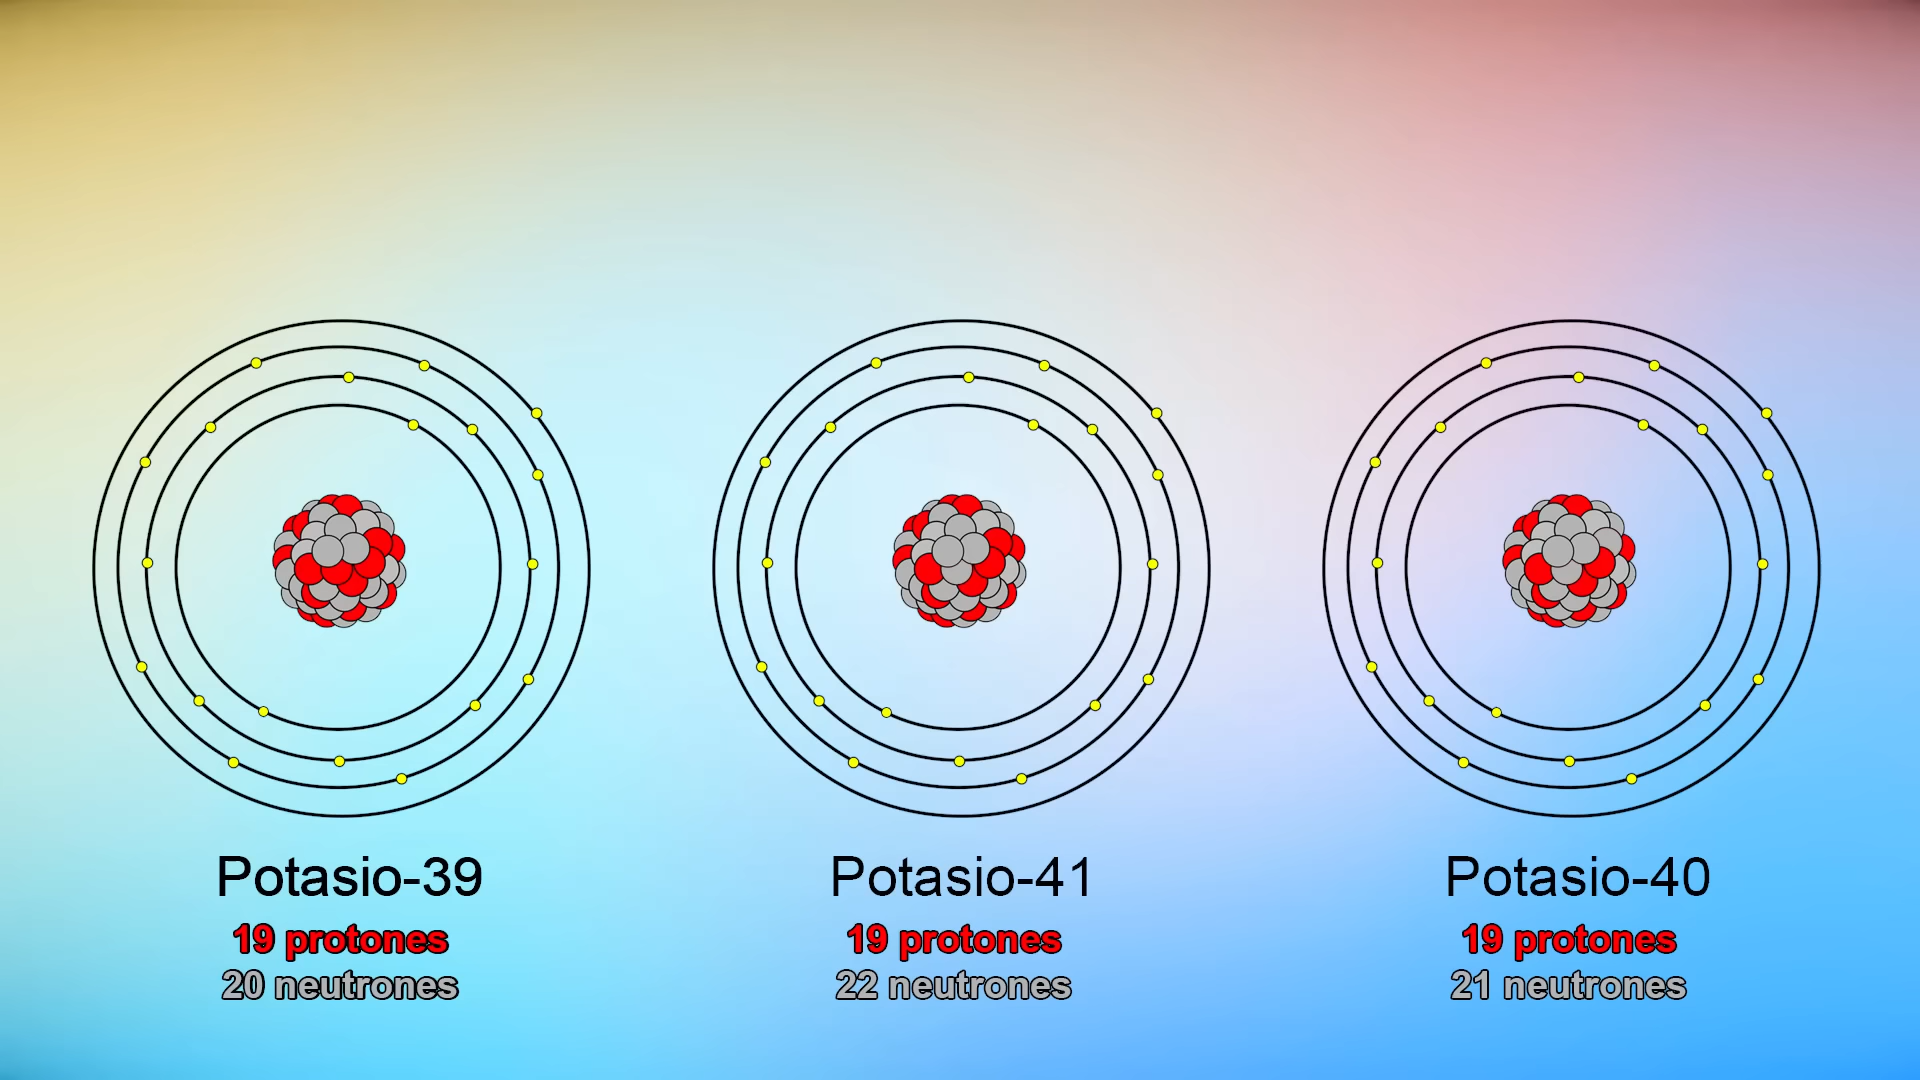 Potasio-39
19 protones
20 neutrones
Potasio-41
19 protones
22 neutrones
Potasio-40
19 protones
21 neutrones